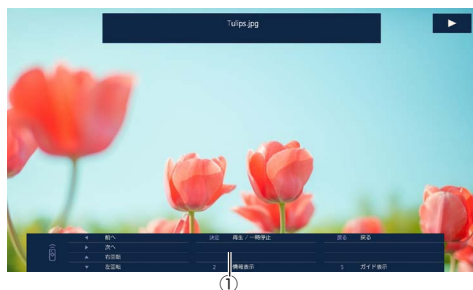 Tulips.jpg
前へ 決定 再生 / 一時停止 戻る 戻る
次へ
右回転
左回転 2 情報表示 5 ガイド表示
①